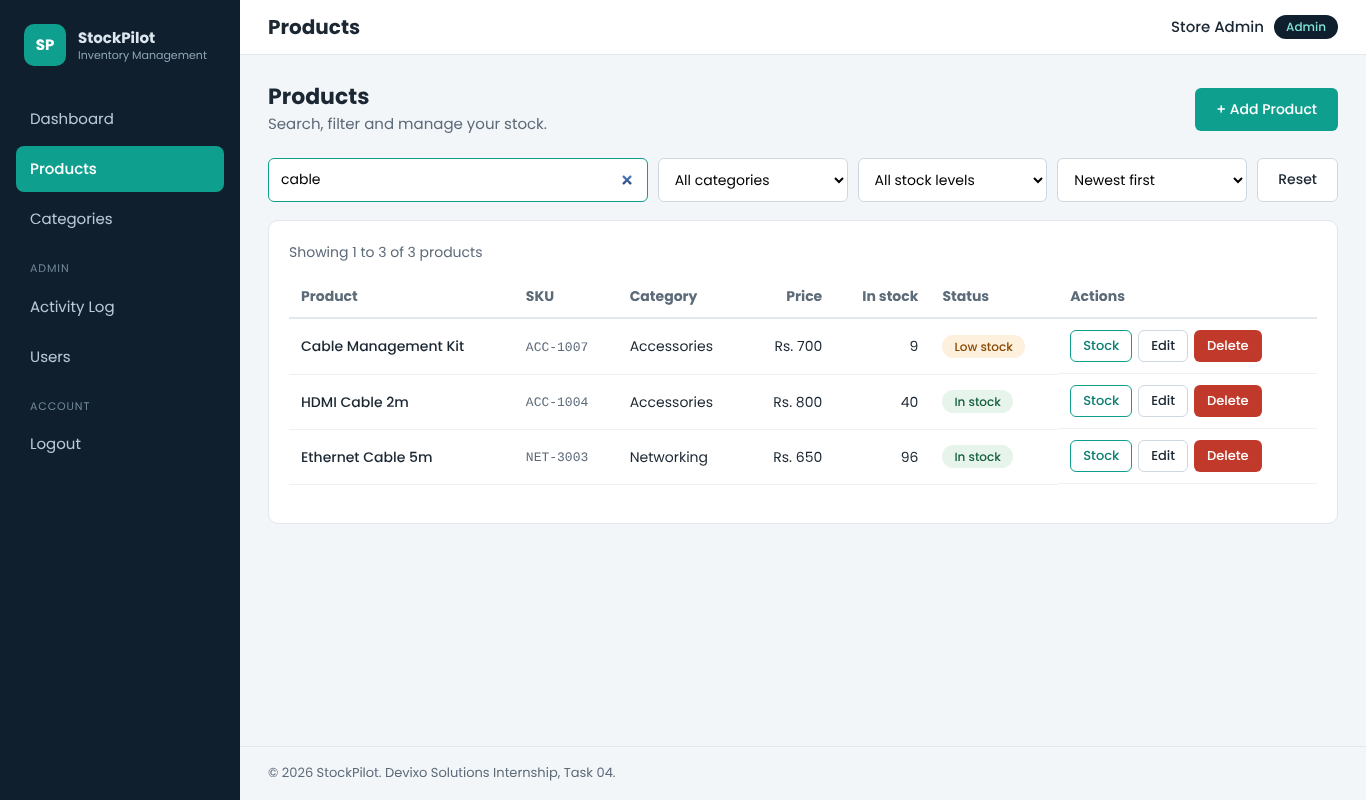 SP
StockPilot
Inventory Management
Dashboard
Products
Categories
ADMIN
Activity Log
Users
ACCOUNT
Logout
Products
Store Admin Admin
Products
Search, filter and manage your stock.
+ Add Product
cable
All categories
All stock levels
Newest first
Reset
Showing 1 to 3 of 3 products
Product SKU Category Price In stock Status Actions
Cable Management Kit ACC-1007 Accessories Rs. 700 9 Low stock Stock Edit Delete
HDMI Cable 2m ACC-1004 Accessories Rs. 800 40 In stock Stock Edit Delete
Ethernet Cable 5m NET-3003 Networking Rs. 650 96 In stock Stock Edit Delete
© 2026 StockPilot. Devixo Solutions Internship, Task 04.